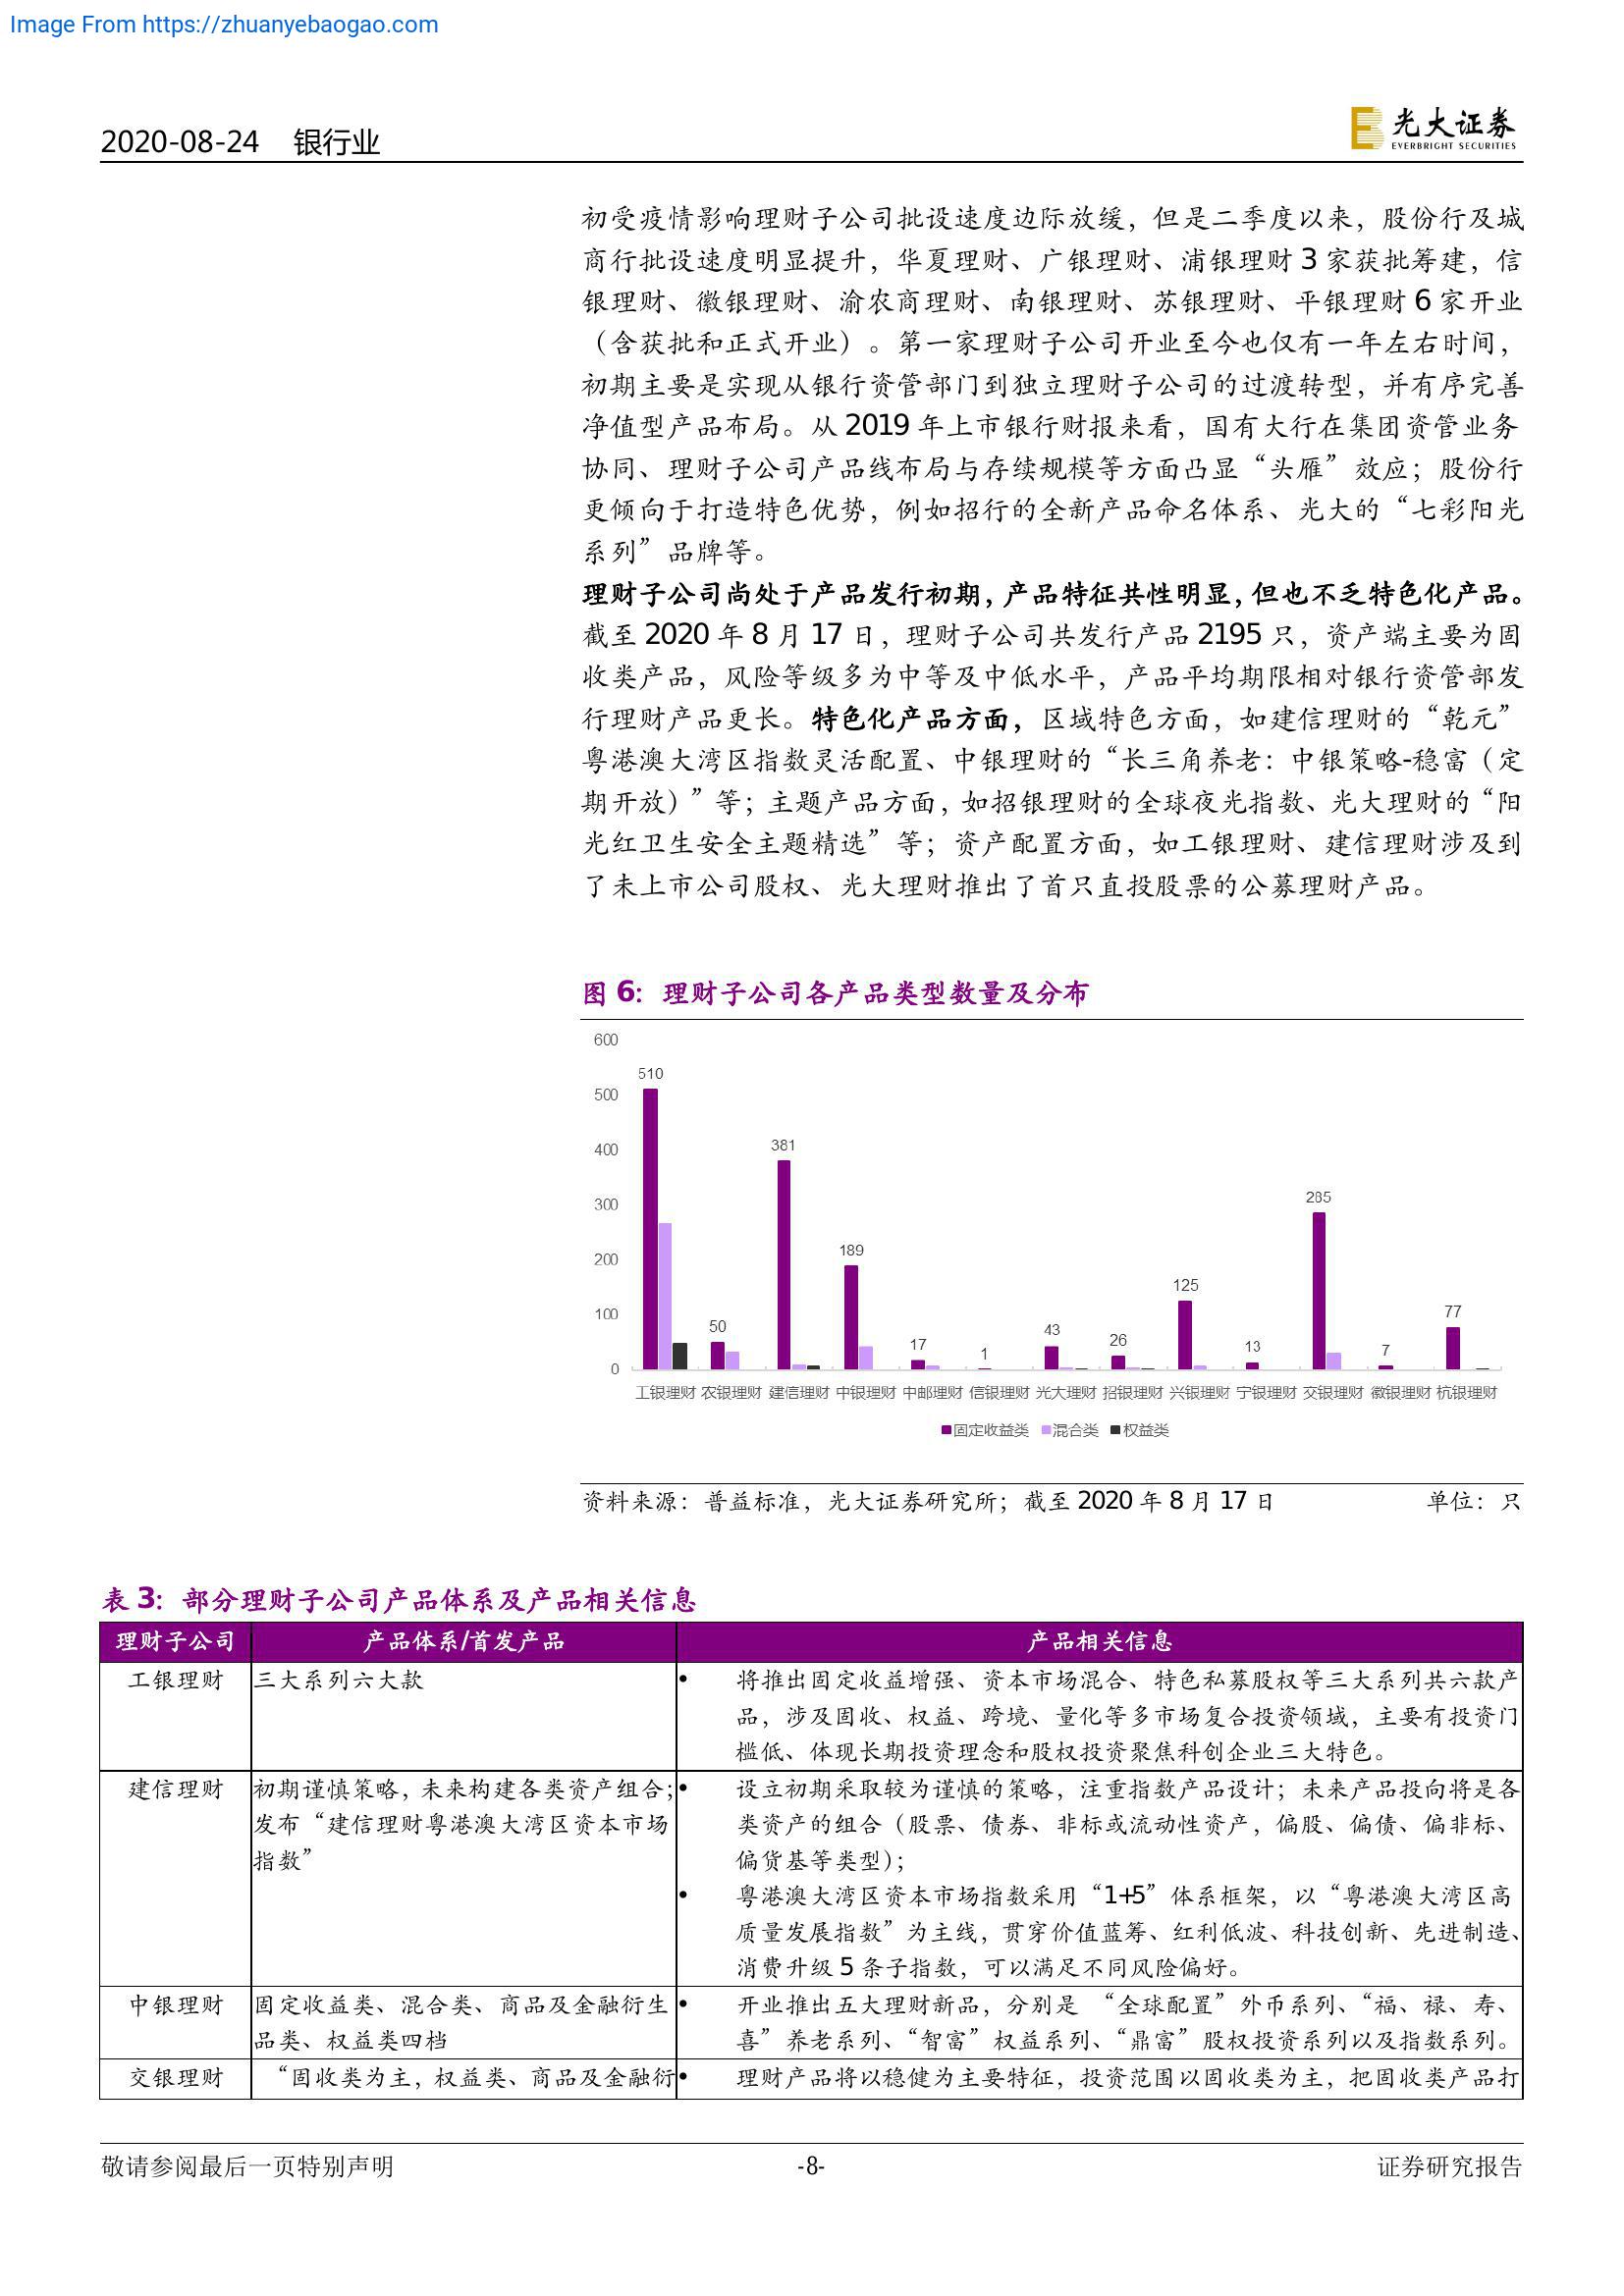 Image From https://zhuanyebaogao.com
2020-08-24 银行业
光大证券
EVERBRIGHT SECURITIES
初受疫情影响理财子公司批设速度边际放缓，但是二季度以来，股份行及城
商行批设速度明显提升，华夏理财、广银理财、浦银理财 3 家获批筹建，信
银理财、徽银理财、渝农商理财、南银理财、苏银理财、平银理财 6 家开业
（含获批和正式开业）。第一家理财子公司开业至今也仅有一年左右时间，
初期主要是实现从银行资管部门到独立理财子公司的过渡转型，并有序完善
净值型产品布局。从 2019 年上市银行财报来看，国有大行在集团资管业务
协同、理财子公司产品线布局与存续规模等方面凸显“头雁”效应；股份行
更倾向于打造特色优势，例如招行的全新产品命名体系、光大的“七彩阳光
系列”品牌等。
理财子公司尚处于产品发行初期，产品特征共性明显，但也不乏特色化产品。
截至 2020 年 8 月 17 日，理财子公司共发行产品 2195 只，资产端主要为固
收类产品，风险等级多为中等及中低水平，产品平均期限相对银行资管部发
行理财产品更长。特色化产品方面，区域特色方面，如建信理财的“乾元”
粤港澳大湾区指数灵活配置、中银理财的“长三角养老：中银策略-稳富（定
期开放）”等；主题产品方面，如招银理财的全球夜光指数、光大理财的“阳
光红卫生安全主题精选”等；资产配置方面，如工银理财、建信理财涉及到
了未上市公司股权、光大理财推出了首只直投股票的公募理财产品。
图 6：理财子公司各产品类型数量及分布
600
500
400
300
200
100
0
510
50
381
189
17
1
43
26
125
13
285
7
77
工银理财 农银理财 建信理财 中银理财 中邮理财 信银理财 光大理财 招银理财 兴银理财 宁银理财 交银理财 徽银理财 杭银理财
固定收益类 混合类 权益类
资料来源：普益标准，光大证券研究所；截至 2020 年 8 月 17 日 单位：只
表 3：部分理财子公司产品体系及产品相关信息
理财子公司 产品体系/首发产品 产品相关信息
工银理财 三大系列六大款 • 将推出固定收益增强、资本市场混合、特色私募股权等三大系列共六款产
品，涉及固收、权益、跨境、量化等多市场复合投资领域，主要有投资门
槛低、体现长期投资理念和股权投资聚焦科创企业三大特色。
建信理财 初期谨慎策略，未来构建各类资产组合；• 设立初期采取较为谨慎的策略，注重指数产品设计；未来产品投向将是各
发布“建信理财粤港澳大湾区资本市场 类资产的组合（股票、债券、非标或流动性资产，偏股、偏债、偏非标、
指数” 偏货基等类型）；
• 粤港澳大湾区资本市场指数采用“1+5”体系框架，以“粤港澳大湾区高
质量发展指数”为主线，贯穿价值蓝筹、红利低波、科技创新、先进制造、
消费升级 5 条子指数，可以满足不同风险偏好。
中银理财 固定收益类、混合类、商品及金融衍生 • 开业推出五大理财新品，分别是 “全球配置”外币系列、“福、禄、寿、
品类、权益类四档 喜”养老系列、“智富”权益系列、“鼎富”股权投资系列以及指数系列。
交银理财 “固收类为主，权益类、商品及金融衍 • 理财产品将以稳健为主要特征，投资范围以固收类为主，把固收类产品打
敬请参阅最后一页特别声明 -8- 证券研究报告